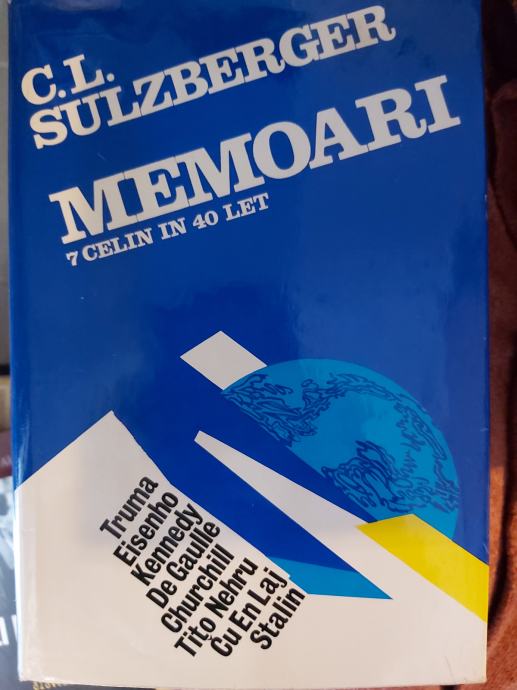 C.L.
SULZBERGER
MEMOARI
7 CELIN IN 40 LET
Truma
Eisenho
Kennedy
De Gaulle
Churchill
Tito Nehru
Ču En Laj
Stalin